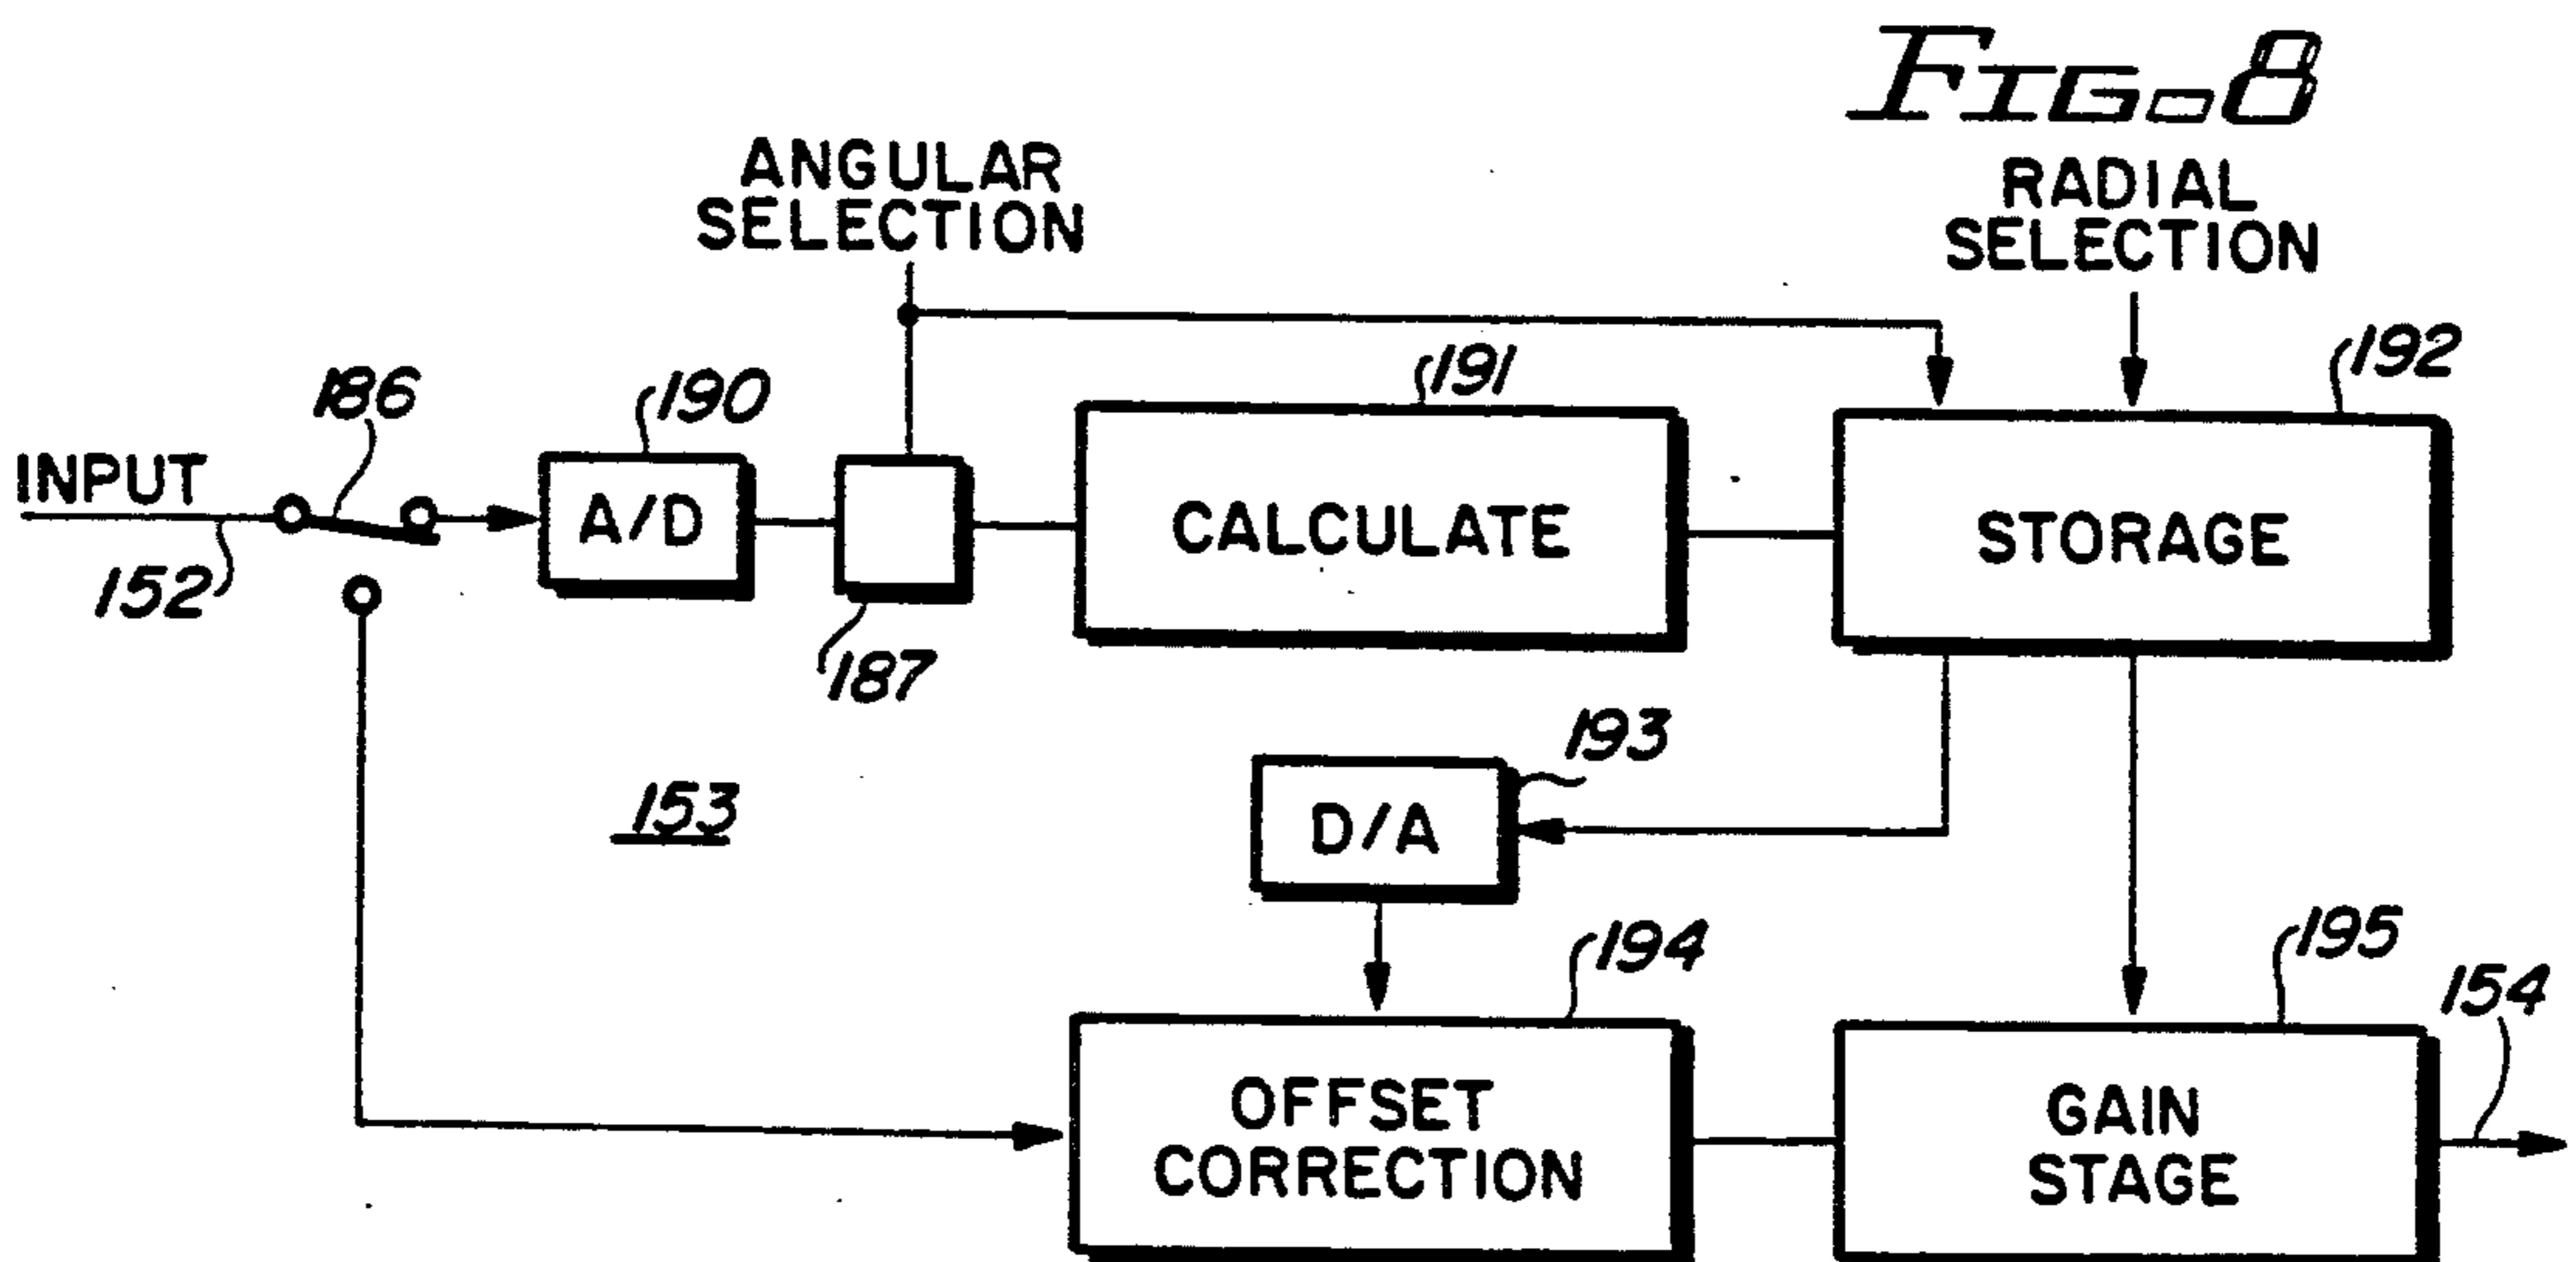 FIG. 8
ANGULAR
SELECTION
RADIAL
SELECTION
186
190
191
192
INPUT
A/D
CALCULATE
STORAGE
152
187
193
153
D/A
194
195
154
OFFSET
CORRECTION
GAIN
STAGE